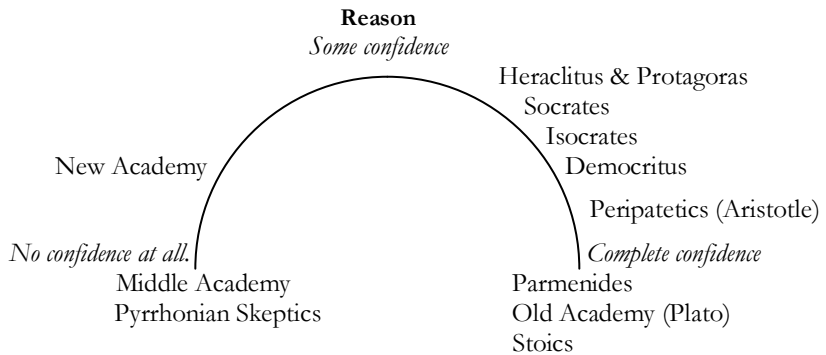 Reason
Some confidence
Heraclitus & Protagoras
Socrates
Isocrates
New Academy
Democritus
Peripatetics (Aristotle)
No confidence at all.
Complete confidence
Middle Academy
Parmenides
Pyrrhonian Skeptics
Old Academy (Plato)
Stoics